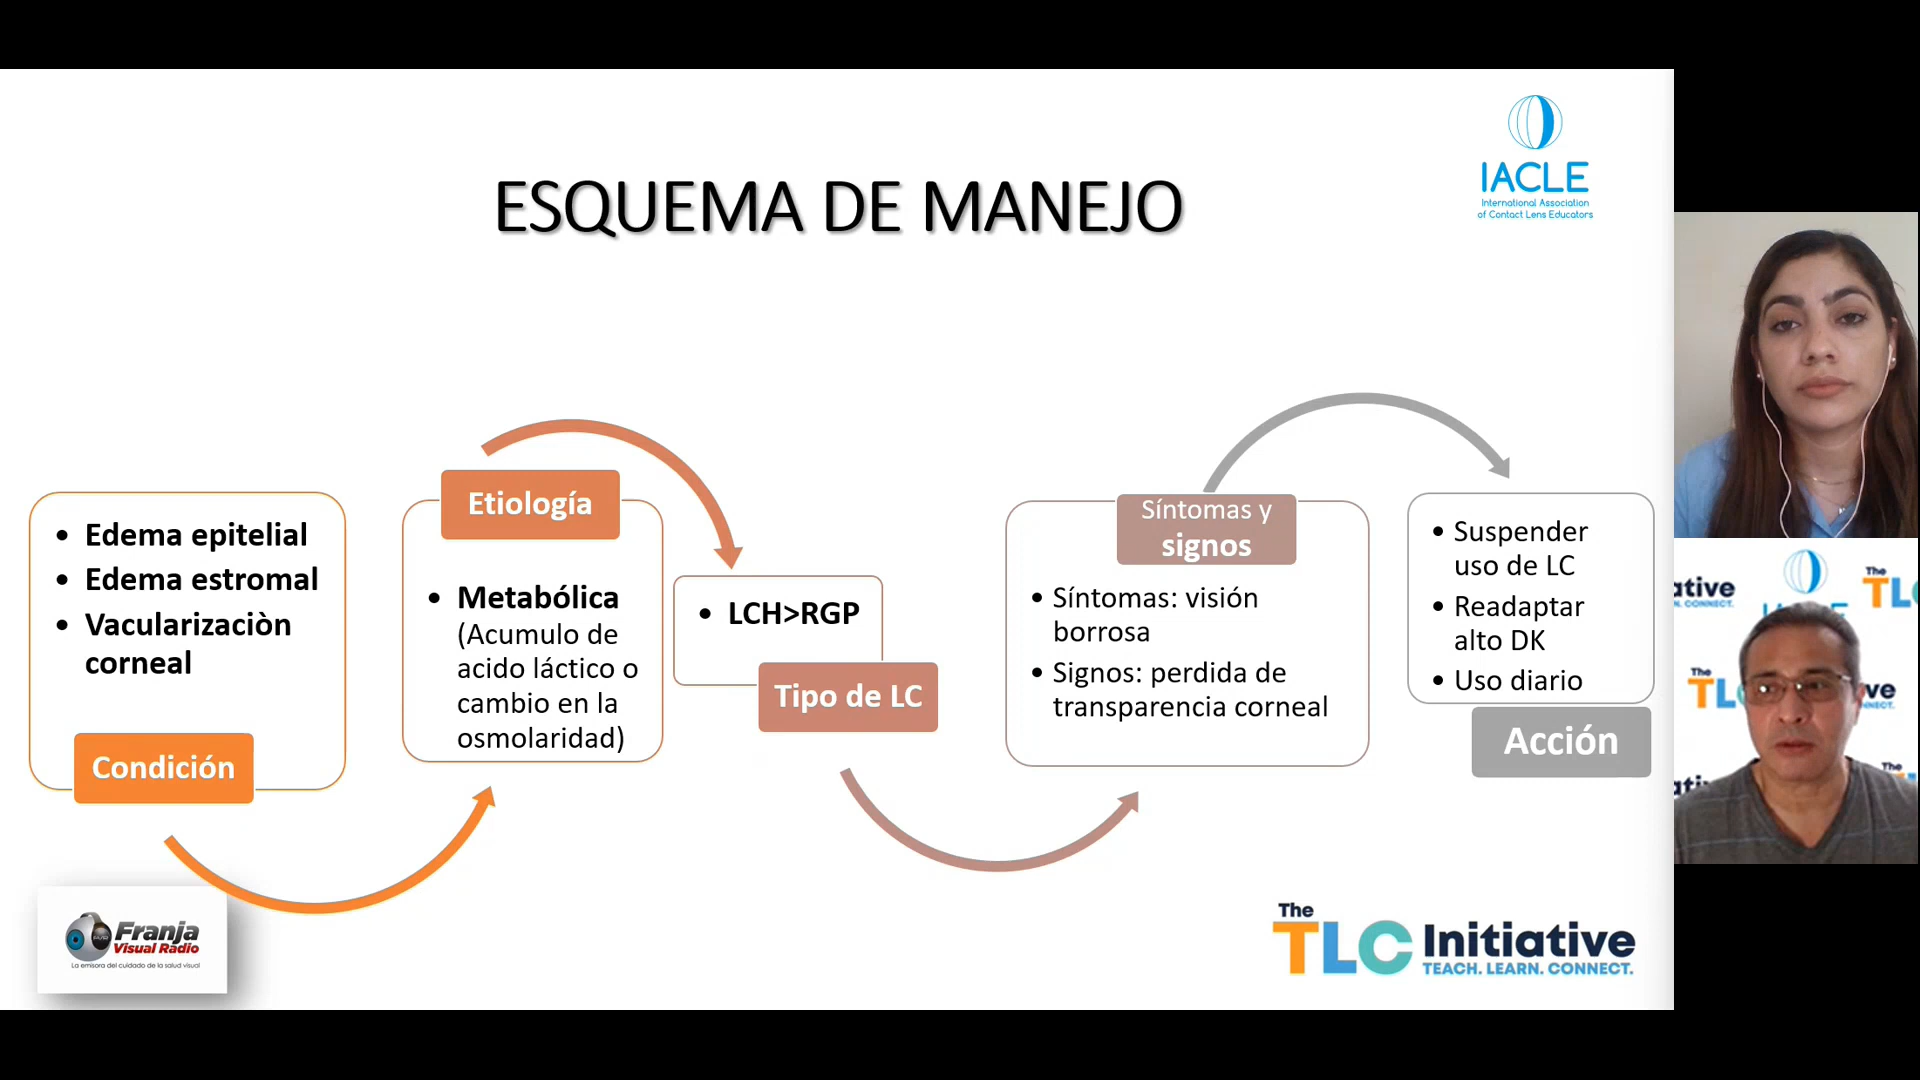 IACLE
International Association
of Contact Lens Educators
ESQUEMA DE MANEJO
• Edema epitelial
• Edema estromal
• Vacularizaciòn
corneal
Condición
Etiología
• Metabólica
(Acumulo de
acido láctico o
cambio en la
osmolaridad)
• LCH>RGP
Tipo de LC
Síntomas y
signos
• Síntomas: visión
borrosa
• Signos: perdida de
transparencia corneal
• Suspender
uso de LC
• Readaptar
alto DK
• Uso diario
Acción
Franja
Visual Radio
La emisora del cuidado de la salud visual
The
TLC Initiative
TEACH. LEARN. CONNECT.
The